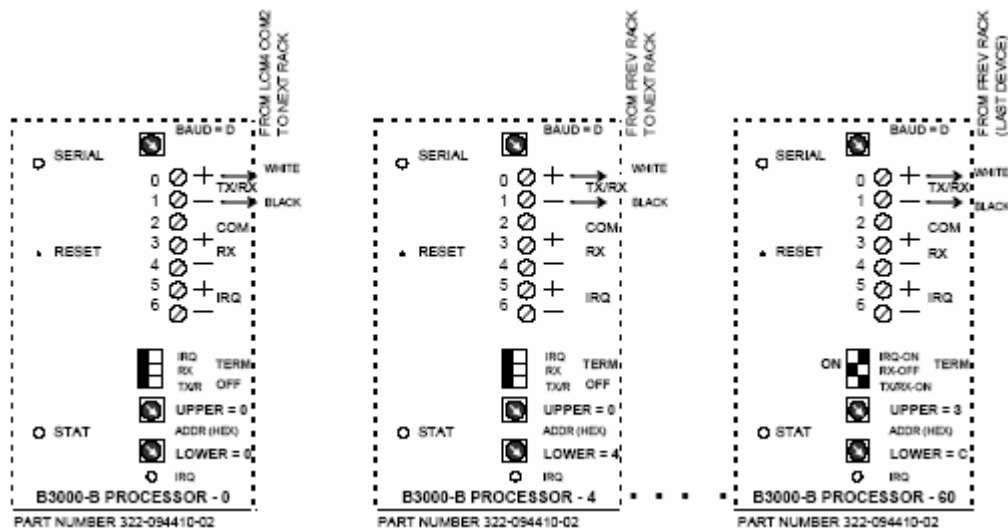 FROM LCM4 COM2
TO NEXT RACK
BAUD = D
SERIAL
0 + WHITE
TX/RX
1 – BLACK
2 COM
3 +
RX
4 –
5 +
IRQ
6 –
RESET
IRQ TERM
RX
TX/R OFF
UPPER = 0
STAT ADDR (HEX)
LOWER = 0
IRQ
B3000-B PROCESSOR - 0
PART NUMBER 322-094410-02
FROM PREV RACK
TO NEXT RACK
BAUD = D
SERIAL
0 + WHITE
TX/RX
1 – BLACK
2 COM
3 +
RX
4 –
5 +
IRQ
6 –
RESET
IRQ TERM
RX
TX/R OFF
UPPER = 0
STAT ADDR (HEX)
LOWER = 4
IRQ
B3000-B PROCESSOR - 4
PART NUMBER 322-094410-02
FROM PREV RACK
(LAST DEVICE)
BAUD = D
SERIAL
0 + WHITE
TX/RX
1 – BLACK
2 COM
3 +
RX
4 –
5 +
IRQ
6 –
RESET
ON IRQ-ON TERM
RX-OFF
TX/RX-ON
UPPER = 3
STAT ADDR (HEX)
LOWER = C
IRQ
B3000-B PROCESSOR - 60
PART NUMBER 322-094410-02